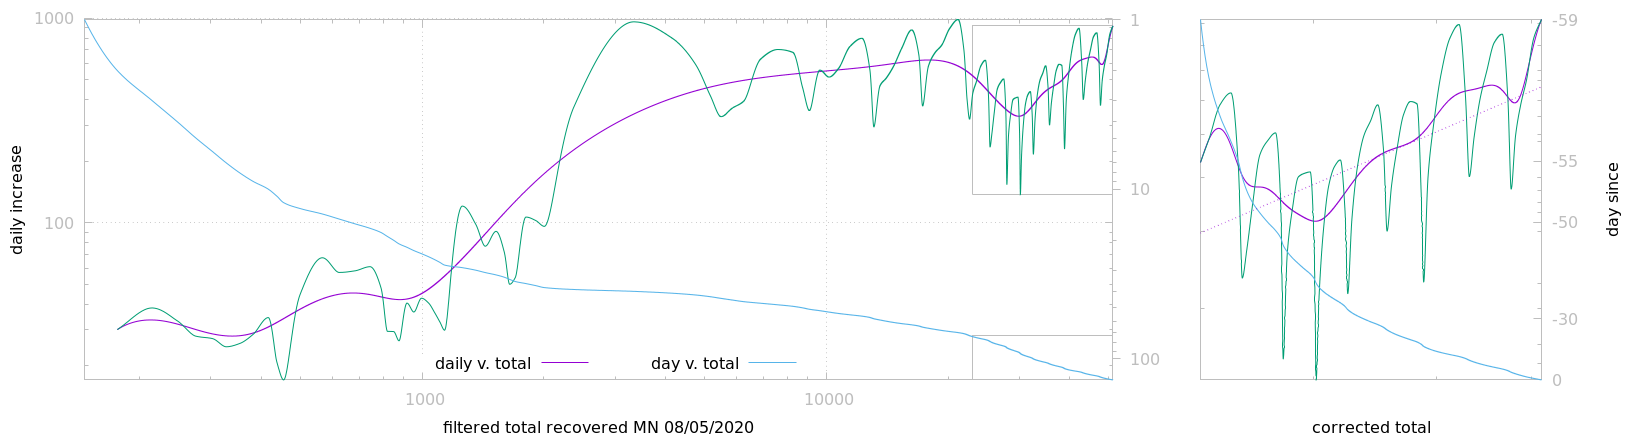 1000
100
daily increase
1000
10000
filtered total recovered MN 08/05/2020
daily v. total
day v. total
1
10
100
-59
-55
-50
-30
0
day since
corrected total